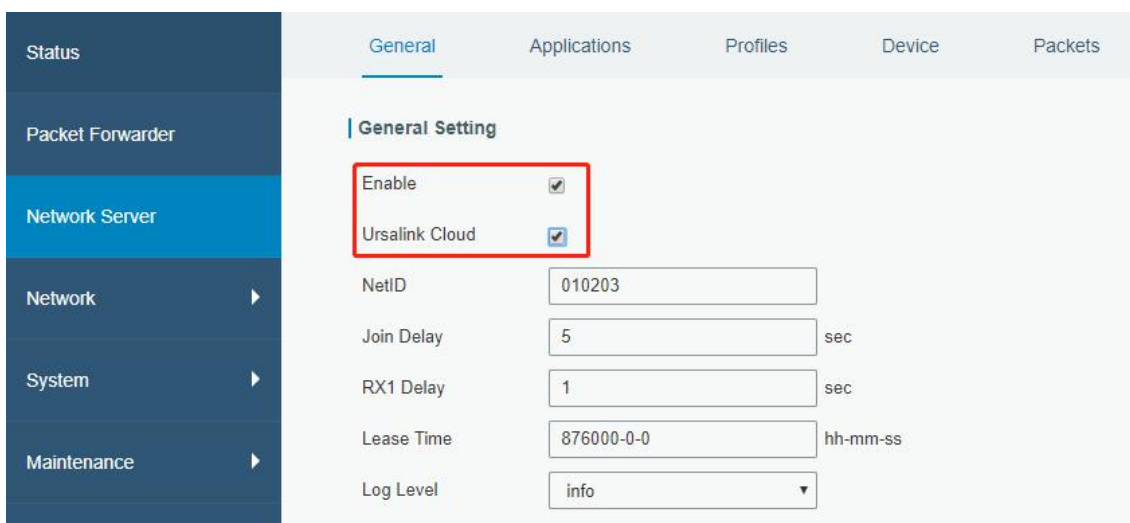 General Applications Profiles Device Packets
Status
Packet Forwarder
Network Server
Network
System
Maintenance
General Setting
Enable
Ursalink Cloud
NetID 010203
Join Delay 5 sec
RX1 Delay 1 sec
Lease Time 876000-0-0 hh-mm-ss
Log Level info